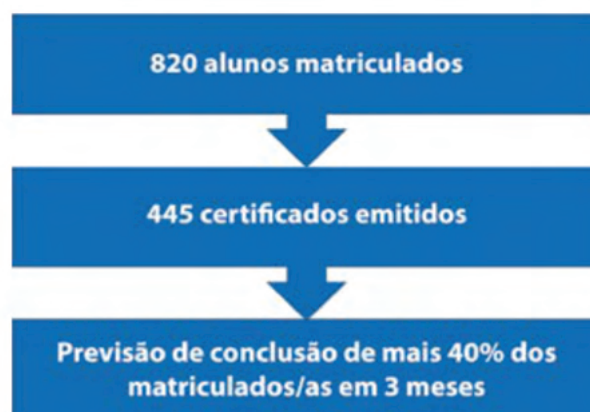 820 alunos matriculados
445 certificados emitidos
Previsão de conclusão de mais 40% dos
matriculados/as em 3 meses